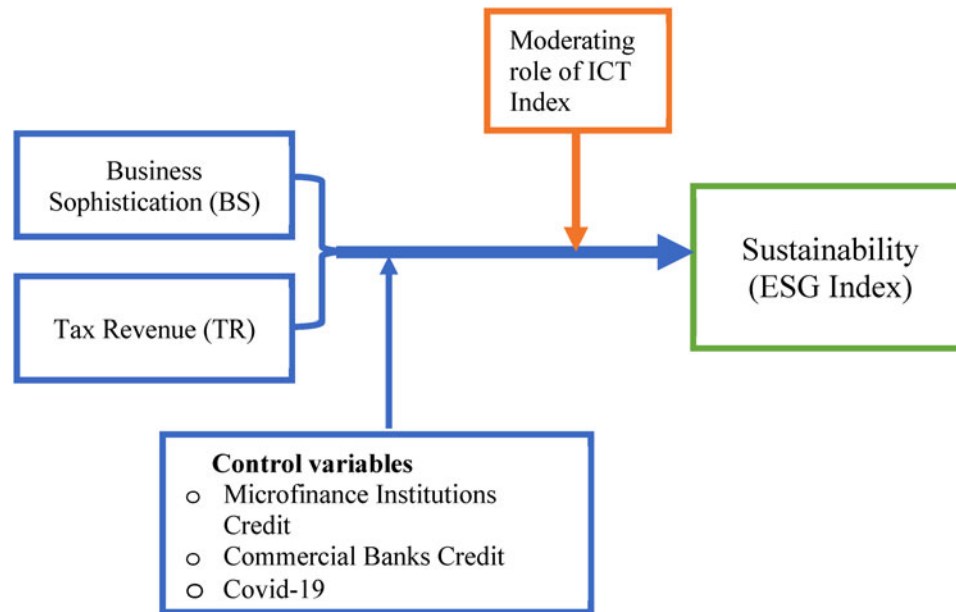 Moderating
role of ICT
Index
Business
Sophistication (BS)
Tax Revenue (TR)
Sustainability
(ESG Index)
Control variables
o Microfinance Institutions
Credit
o Commercial Banks Credit
o Covid-19